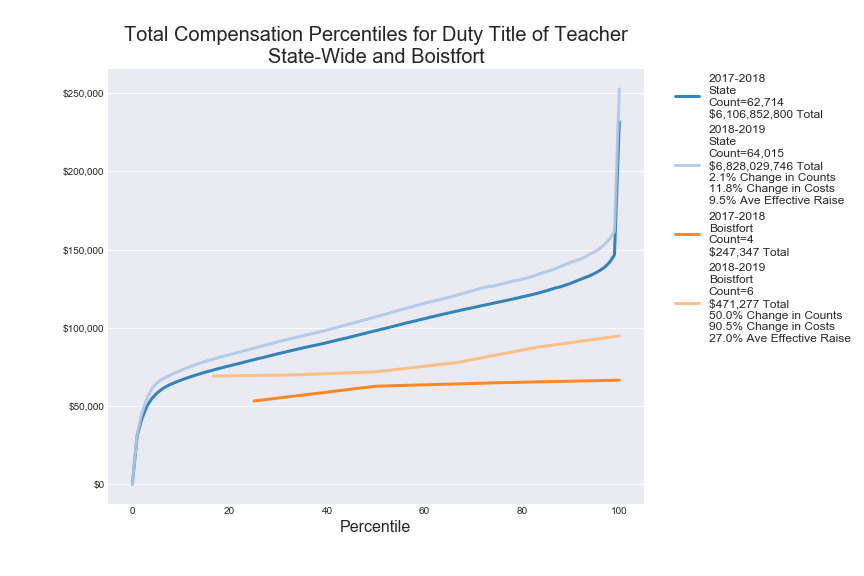 Total Compensation Percentiles for Duty Title of Teacher
State-Wide and Boistfort
$250,000
$200,000
$150,000
$100,000
$50,000
$0
0
20
40
60
80
100
Percentile
2017-2018
State
Count=62,714
$6,106,852,800 Total
2018-2019
State
Count=64,015
$6,828,029,746 Total
2.1% Change in Counts
11.8% Change in Costs
9.5% Ave Effective Raise
2017-2018
Boistfort
Count=4
$247,347 Total
2018-2019
Boistfort
Count=6
$471,277 Total
50.0% Change in Counts
90.5% Change in Costs
27.0% Ave Effective Raise